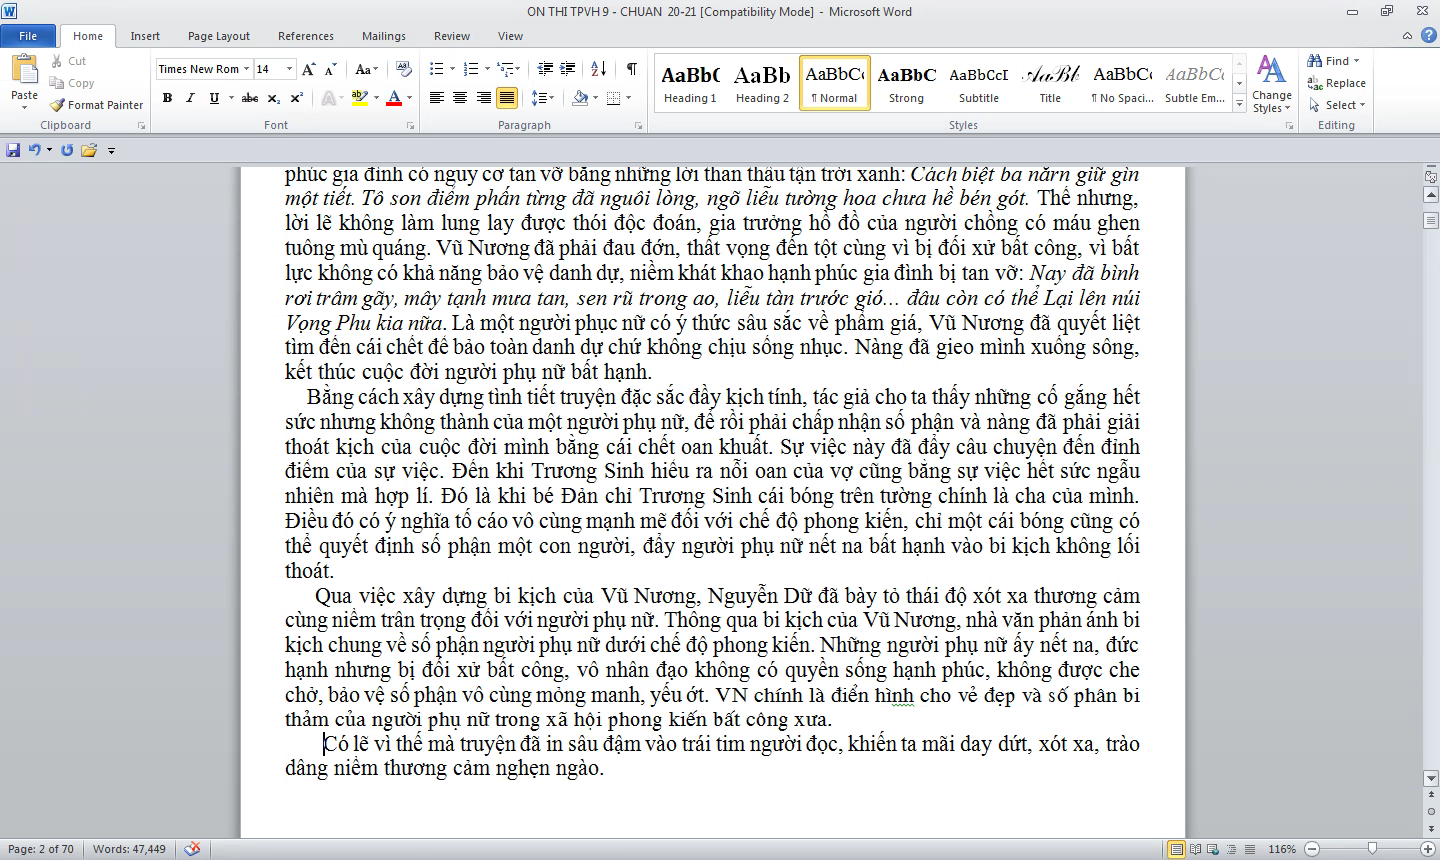 ON THI TPVH 9 - CHUAN  20-21 [Compatibility Mode]  -  Microsoft Word
File Home Insert Page Layout References Mailings Review View
Paste Cut Copy Format Painter Clipboard
Times New Rom 14 Font
Paragraph
AaBbC Heading 1 AaBb Heading 2 AaBbCc ¶ Normal AaBbC Strong AaBbCcI Subtitle AaBb Title AaBbCc ¶ No Spaci... AaBbCc Subtle Em... Change Styles Styles
Find Replace Select Editing
phúc gia đình có nguy cơ tan vỡ bằng những lời than thấu tận trời xanh: Cách biệt ba nărn giữ gìn
một tiết. Tô son điểm phấn từng đã nguôi lòng, ngõ liễu tường hoa chưa hề bén gót. Thế nhưng,
lời lẽ không làm lung lay được thói độc đoán, gia trưởng hồ đồ của người chồng có máu ghen
tuông mù quáng. Vũ Nương đã phải đau đớn, thất vọng đến tột cùng vì bị đối xử bất công, vì bất
lực không có khả năng bảo vệ danh dự, niềm khát khao hạnh phúc gia đình bị tan vỡ: Nay đã bình
rơi trâm gãy, mây tạnh mưa tan, sen rũ trong ao, liễu tàn trước gió... đâu còn có thể Lại lên núi
Vọng Phu kia nữa. Là một người phục nữ có ý thức sâu sắc về phẩm giá, Vũ Nương đã quyết liệt
tìm đến cái chết để bảo toàn danh dự chứ không chịu sống nhục. Nàng đã gieo mình xuống sông,
kết thúc cuộc đời người phụ nữ bất hạnh.
Bằng cách xây dựng tình tiết truyện đặc sắc đầy kịch tính, tác giả cho ta thấy những cố gắng hết
sức nhưng không thành của một người phụ nữ, để rồi phải chấp nhận số phận và nàng đã phải giải
thoát kịch của cuộc đời mình bằng cái chết oan khuất. Sự việc này đã đẩy câu chuyện đến đỉnh
điểm của sự việc. Đến khi Trương Sinh hiểu ra nỗi oan của vợ cũng bằng sự việc hết sức ngẫu
nhiên mà hợp lí. Đó là khi bé Đản chỉ Trương Sinh cái bóng trên tường chính là cha của mình.
Điều đó có ý nghĩa tố cáo vô cùng mạnh mẽ đối với chế độ phong kiến, chỉ một cái bóng cũng có
thể quyết định số phận một con người, đẩy người phụ nữ nết na bất hạnh vào bi kịch không lối
thoát.
Qua việc xây dựng bi kịch của Vũ Nương, Nguyễn Dữ đã bày tỏ thái độ xót xa thương cảm
cùng niềm trân trọng đối với người phụ nữ. Thông qua bi kịch của Vũ Nương, nhà văn phản ánh bi
kịch chung về số phận người phụ nữ dưới chế độ phong kiến. Những người phụ nữ ấy nết na, đức
hạnh nhưng bị đối xử bất công, vô nhân đạo không có quyền sống hạnh phúc, không được che
chở, bảo vệ số phận vô cùng mỏng manh, yếu ớt. VN chính là điển hình cho vẻ đẹp và số phân bi
thảm của người phụ nữ trong xã hội phong kiến bất công xưa.
Có lẽ vì thế mà truyện đã in sâu đậm vào trái tim người đọc, khiến ta mãi day dứt, xót xa, trào
dâng niềm thương cảm nghẹn ngào.
Page: 2 of 70 Words: 47,449 116%